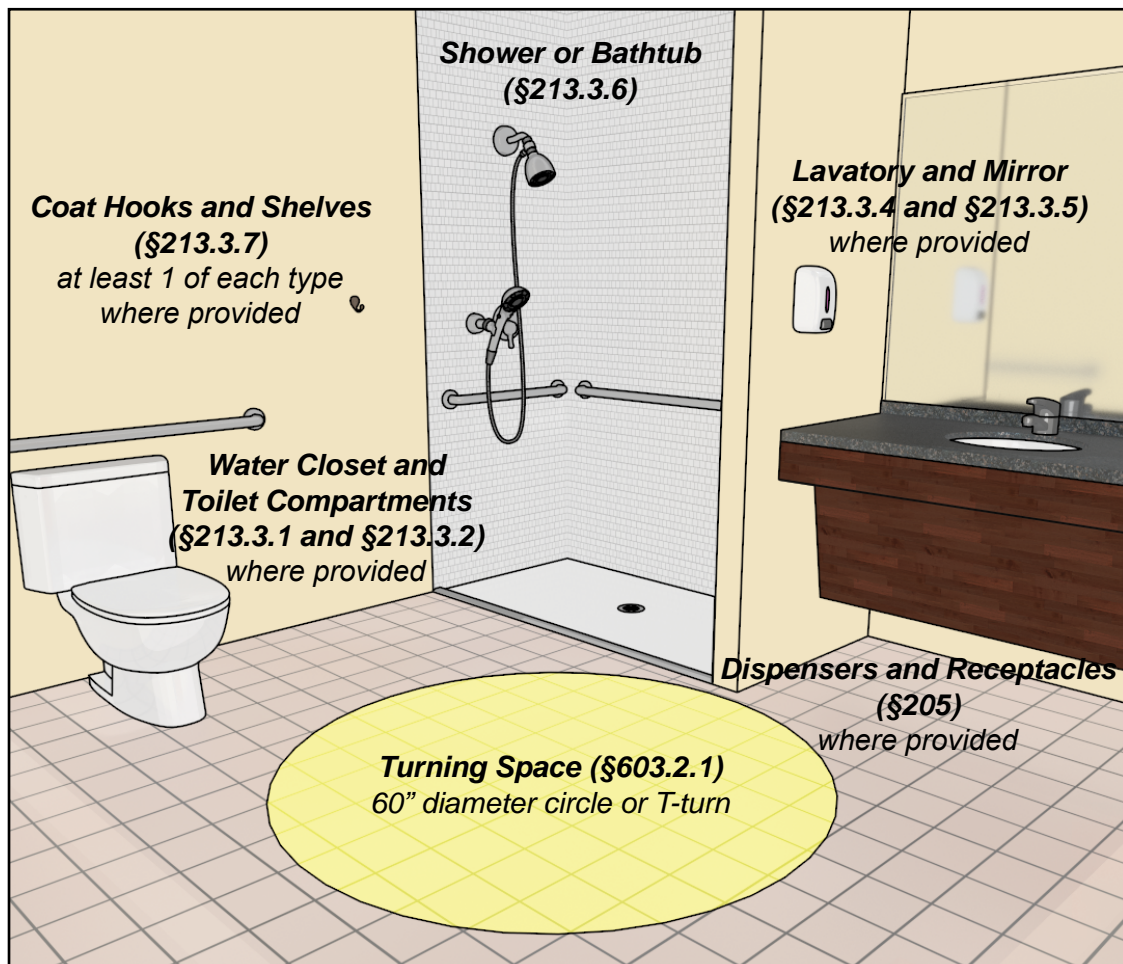 Shower or Bathtub
(§213.3.6)
Lavatory and Mirror
(§213.3.4 and §213.3.5)
where provided
Coat Hooks and Shelves
(§213.3.7)
at least 1 of each type
where provided
Water Closet and
Toilet Compartments
(§213.3.1 and §213.3.2)
where provided
Dispensers and Receptacles
(§205)
where provided
Turning Space (§603.2.1)
60” diameter circle or T-turn